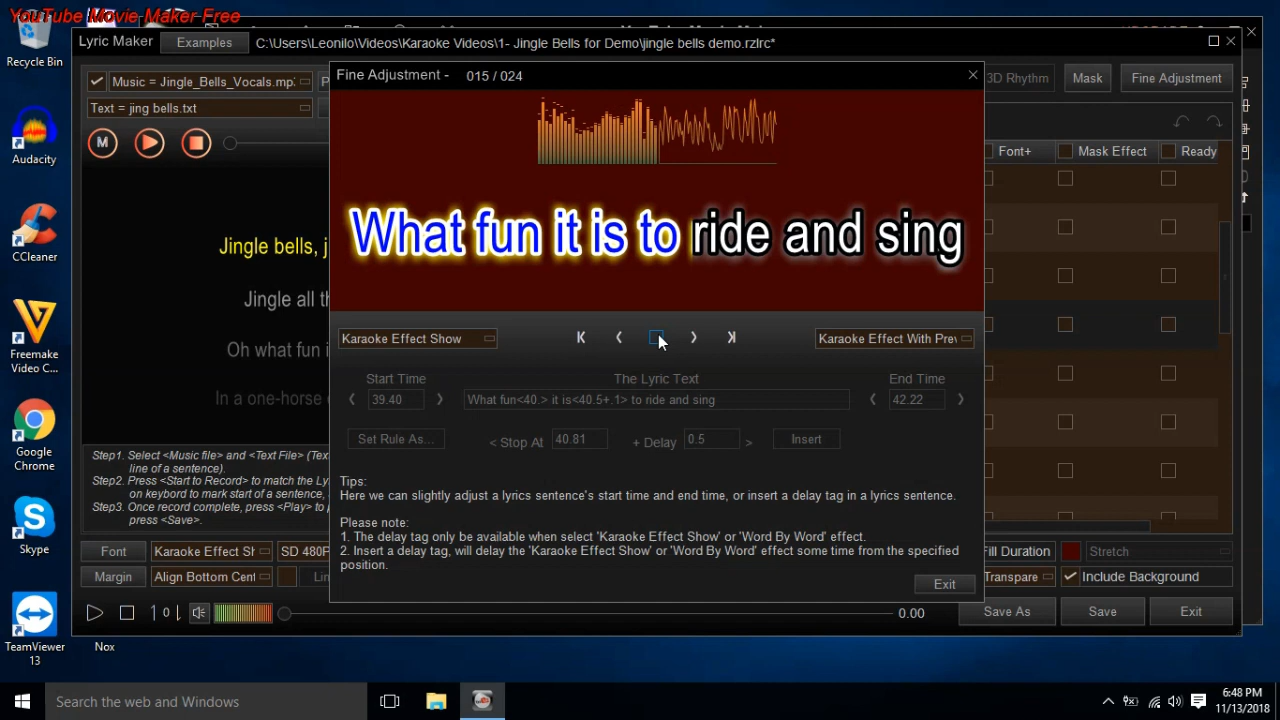 YouTube Movie Maker Free
Recycle Bin
Audacity
CCleaner
Freemake
Video C...
Google
Chrome
Skype
TeamViewer
13
Nox
Lyric Maker
Examples
C:\Users\Leonilo\Videos\Karaoke Videos\1- Jingle Bells for Demo\jingle bells demo.rzlrc*
Music = Jingle_Bells_Vocals.mp
Text = jing bells.txt
M
3D Rhythm
Mask
Fine Adjustment
Font+
Mask Effect
Ready
Jingle bells, j
Jingle all th
Oh what fun i
In a one-horse
Fine Adjustment -
015 / 024
What fun it is to ride and sing
Karaoke Effect Show
Karaoke Effect With Prev
Start Time
The Lyric Text
End Time
39.40
What fun<40.> it is<40.5+.1> to ride and sing
42.22
Set Rule As...
< Stop At
40.81
+ Delay
0.5
>
Insert
Tips:
Here we can slightly adjust a lyrics sentence's start time and end time, or insert a delay tag in a lyrics sentence.
Please note:
1. The delay tag only be available when select 'Karaoke Effect Show' or 'Word By Word' effect.
2. Insert a delay tag, will delay the 'Karaoke Effect Show' or 'Word By Word' effect some time from the specified
position.
Exit
Step1. Select <Music file> and <Text File> (Tex
line of a sentence).
Step2. Press <Start to Record> to match the Ly
on keybord to mark start of a sentence,
Step3. Once record complete, press <Play> to p
press <Save>.
Font
Karaoke Effect Sh
SD 480P
Fill Duration
Stretch
Margin
Align Bottom Cent
Lin
Transpare
Include Background
0
0.00
Save As
Save
Exit
Search the web and Windows
6:48 PM
11/13/2018